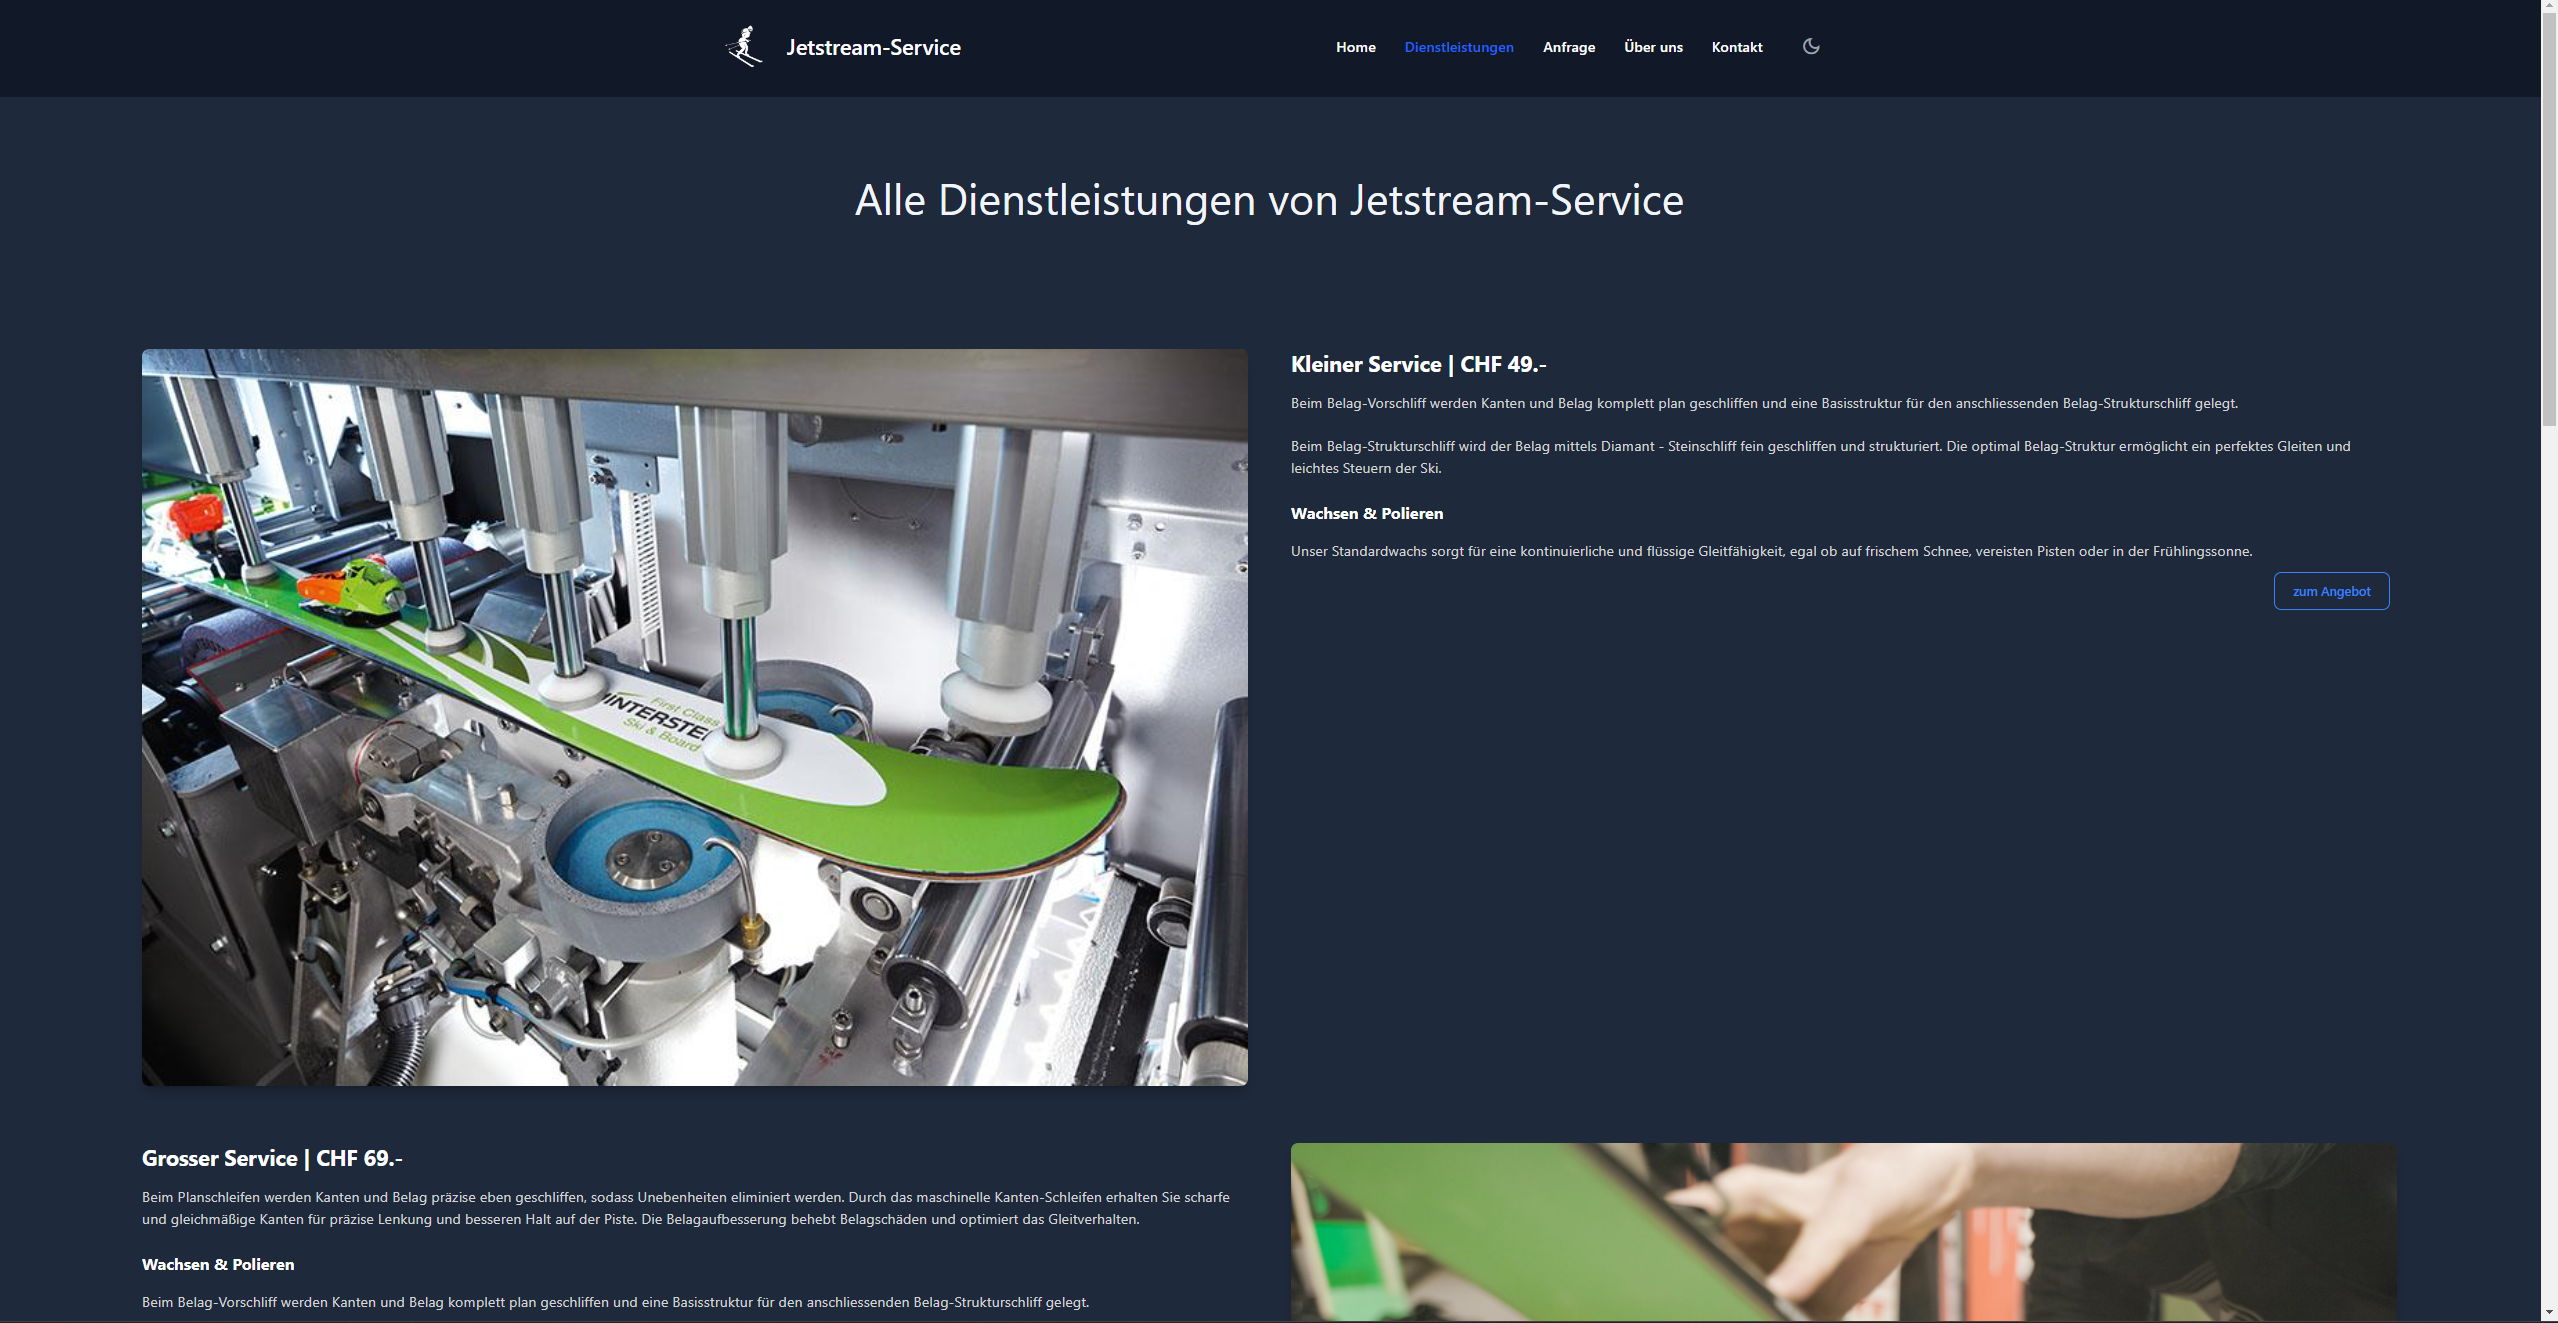 Jetstream-Service
Home
Dienstleistungen
Anfrage
Über uns
Kontakt
Alle Dienstleistungen von Jetstream-Service
First Class
Ski & Board
Kleiner Service | CHF 49.-
Beim Belag-Vorschliff werden Kanten und Belag komplett plan geschliffen und eine Basisstruktur für den anschliessenden Belag-Strukturschliff gelegt.
Beim Belag-Strukturschliff wird der Belag mittels Diamant - Steinschliff fein geschliffen und strukturiert. Die optimal Belag-Struktur ermöglicht ein perfektes Gleiten und
leichtes Steuern der Ski.
Wachsen & Polieren
Unser Standardwachs sorgt für eine kontinuierliche und flüssige Gleitfähigkeit, egal ob auf frischem Schnee, vereisten Pisten oder in der Frühlingssonne.
zum Angebot
Grosser Service | CHF 69.-
Beim Planschleifen werden Kanten und Belag präzise eben geschliffen, sodass Unebenheiten eliminiert werden. Durch das maschinelle Kanten-Schleifen erhalten Sie scharfe
und gleichmäßige Kanten für präzise Lenkung und besseren Halt auf der Piste. Die Belagaufbesserung behebt Belagschäden und optimiert das Gleitverhalten.
Wachsen & Polieren
Beim Belag-Vorschliff werden Kanten und Belag komplett plan geschliffen und eine Basisstruktur für den anschliessenden Belag-Strukturschliff gelegt.